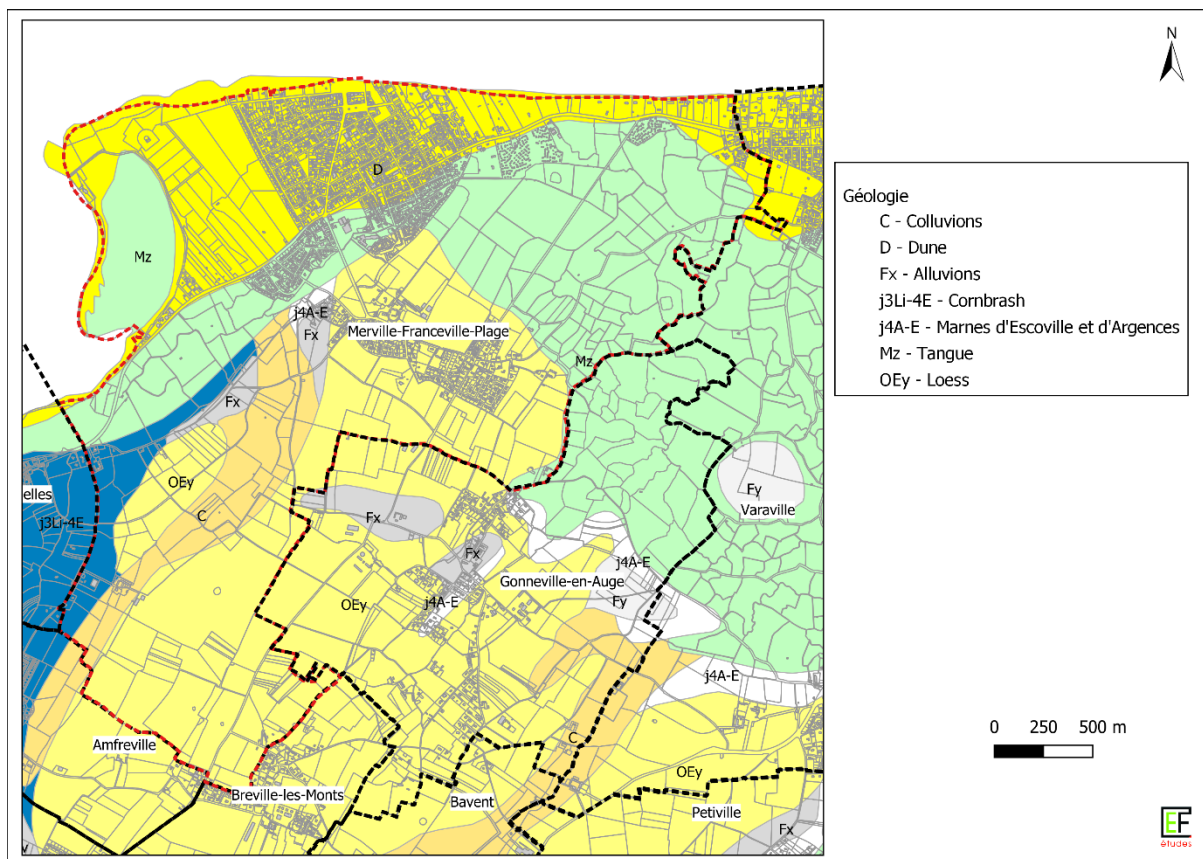 N
D
Mz
j4A-E
Fx
Merville-Franceville-Plage
Mz
Fx
OEy
elles
j3Li-4E
C
Fy
Varaville
Fx
Fx
j4A-E
Gonneville-en-Auge
OEy
j4A-E
Fy
j4A-E
C
Amfreville
OEy
Breville-les-Monts
Bavent
Petiville
Fx
Géologie
C - Colluvions
D - Dune
Fx - Alluvions
j3Li-4E - Cornbrash
j4A-E - Marnes d'Escoville et d'Argences
Mz - Tangue
OEy - Loess
0 250 500 m
EF
études